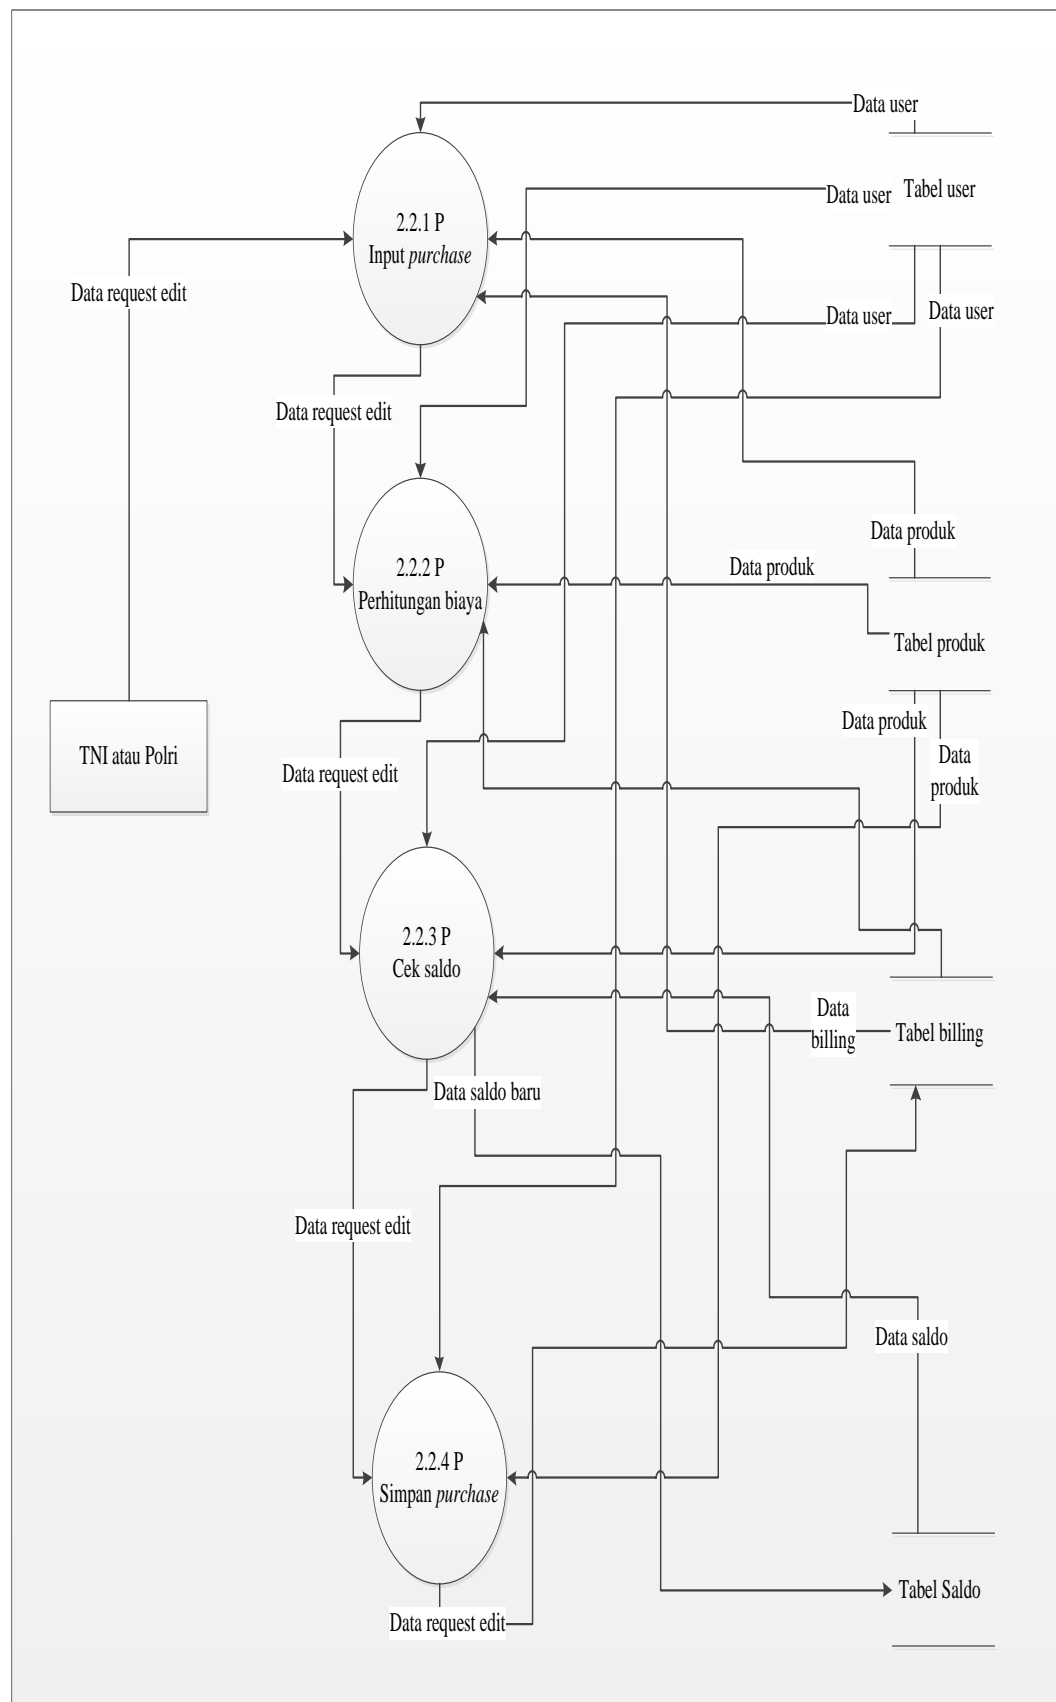 Data user
Data user
Tabel user
2.2.1 P
Input purchase
Data request edit
Data user
Data user
Data request edit
Data produk
2.2.2 P
Perhitungan biaya
Data produk
Tabel produk
Data produk
TNI atau Polri
Data request edit
Data
produk
2.2.3 P
Cek saldo
Data
billing
Tabel billing
Data saldo baru
Data request edit
Data saldo
2.2.4 P
Simpan purchase
Tabel Saldo
Data request edit